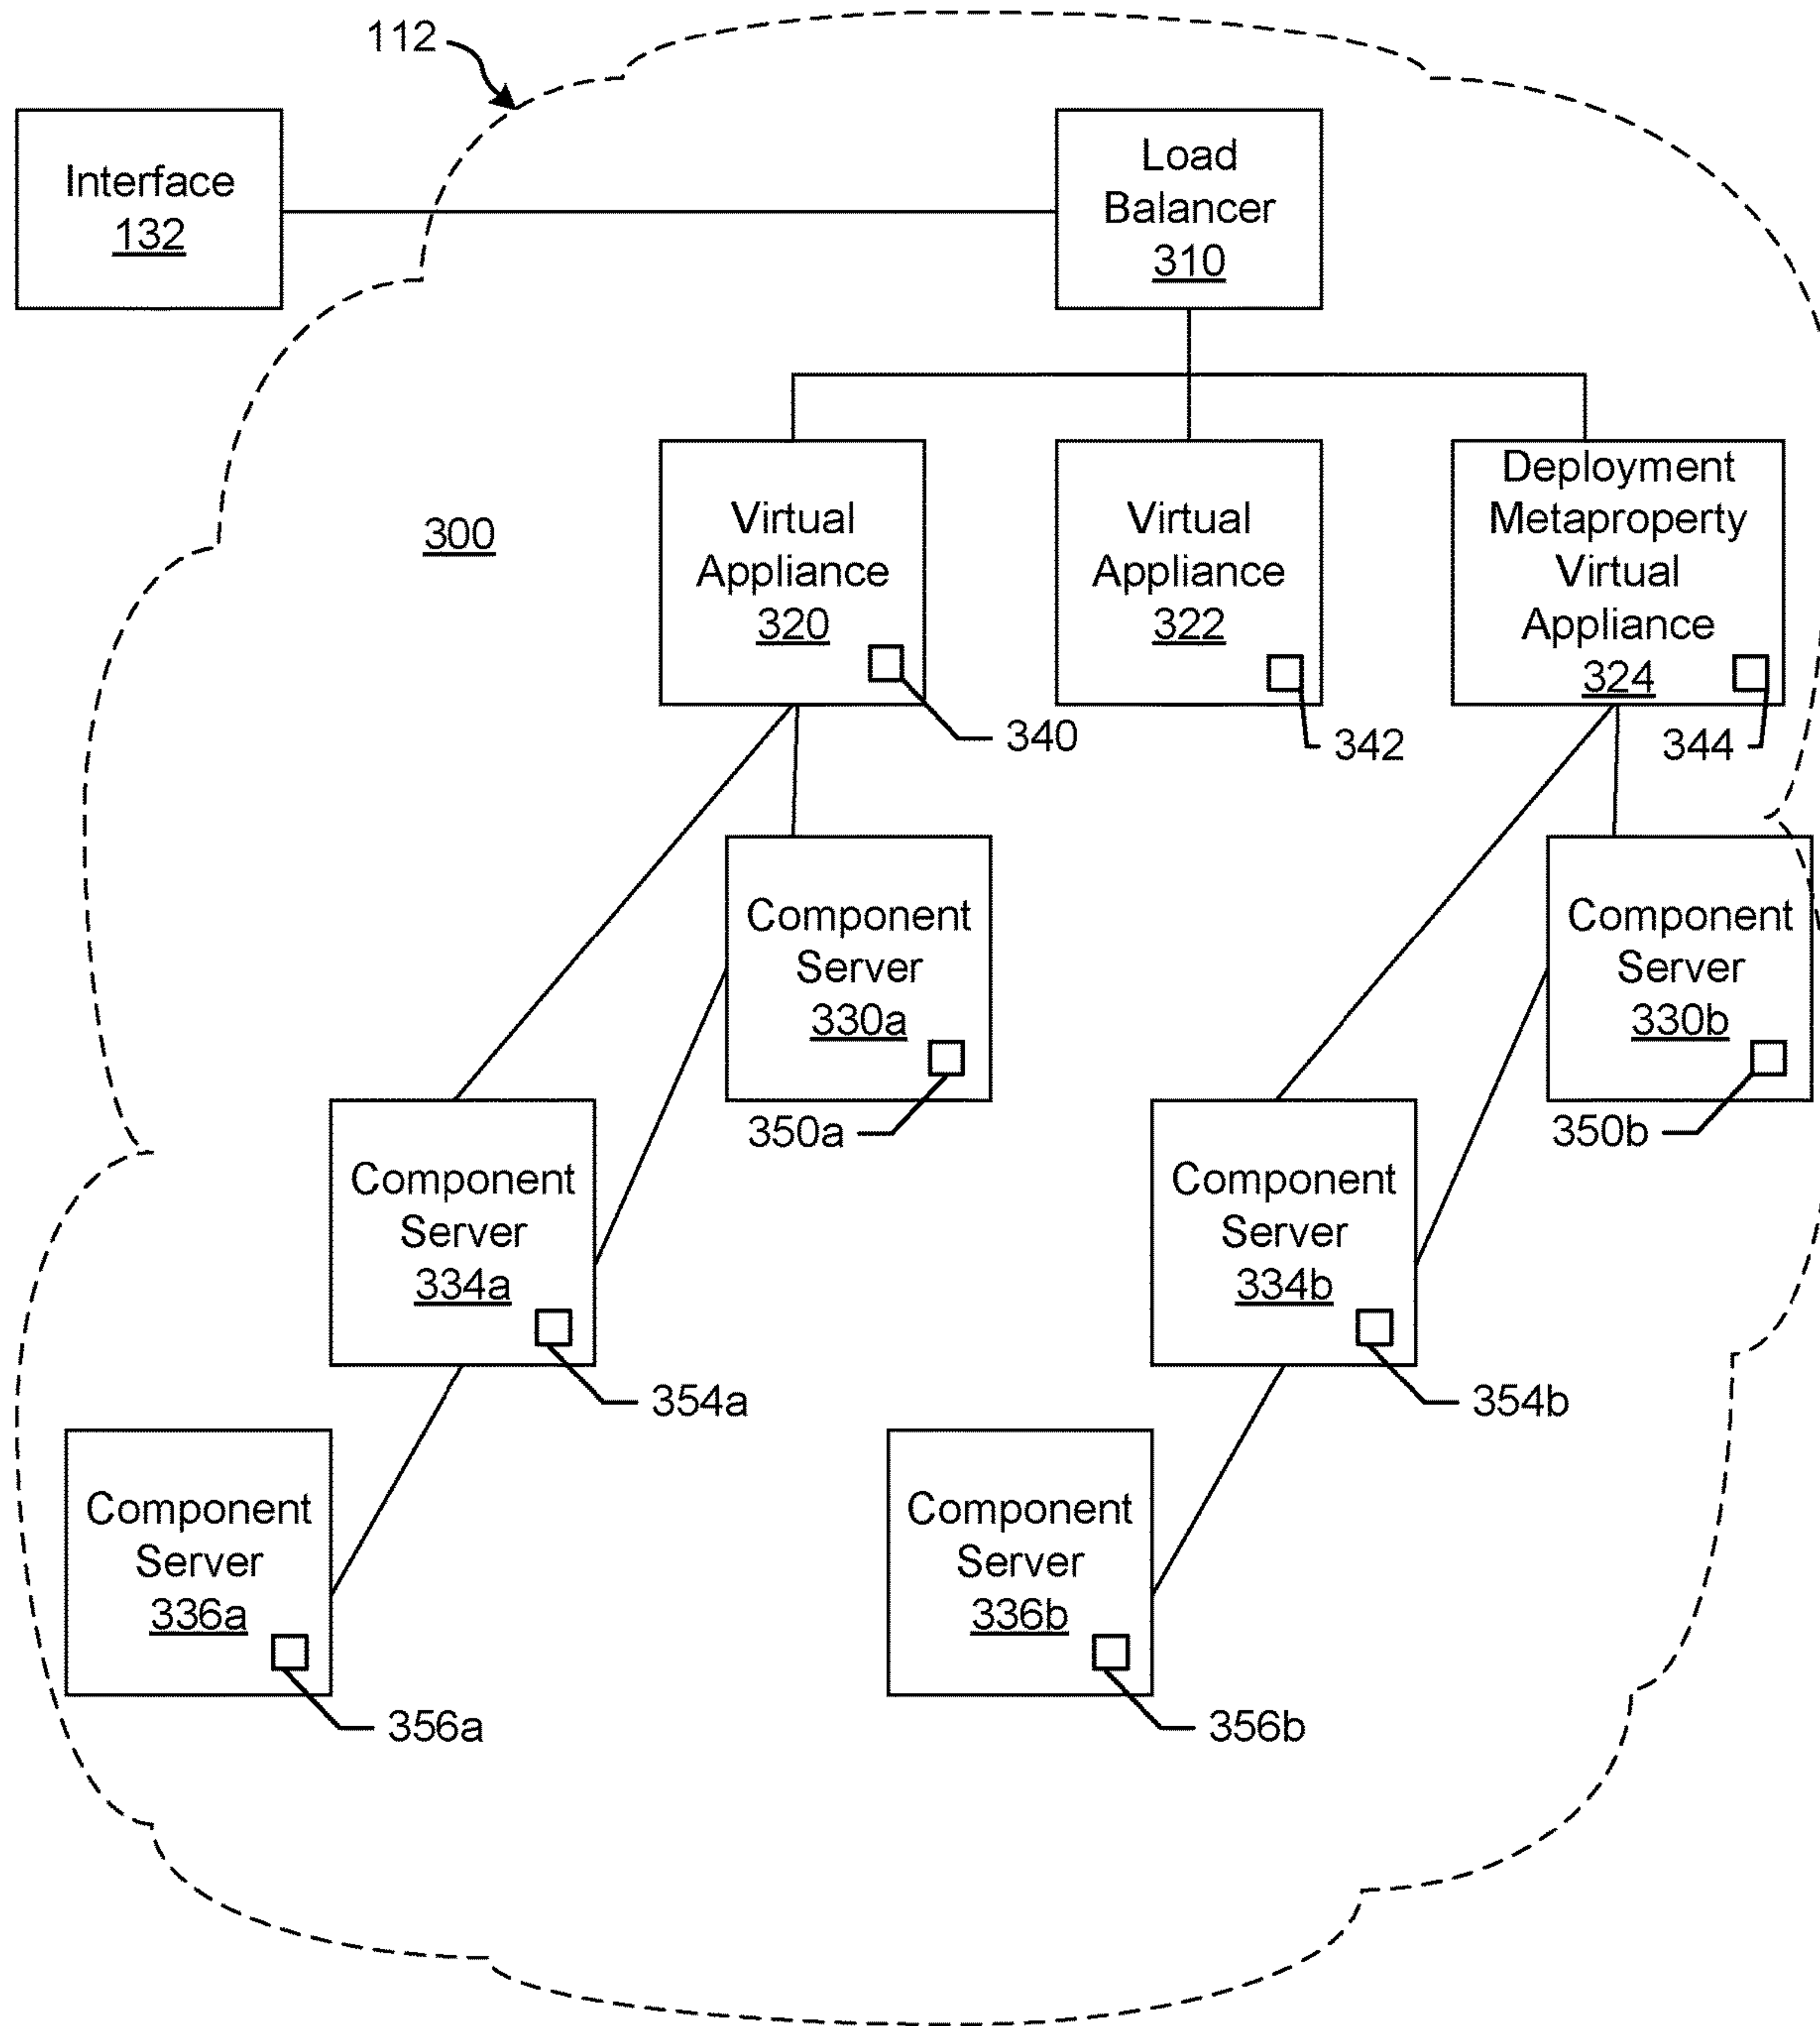 112
Interface
132
Load
Balancer
310
300
Virtual
Appliance
320
340
Virtual
Appliance
322
342
Deployment
Metaproperty
Virtual
Appliance
324
344
Component
Server
330a
350a
Component
Server
330b
350b
Component
Server
334a
354a
Component
Server
334b
354b
Component
Server
336a
356a
Component
Server
336b
356b